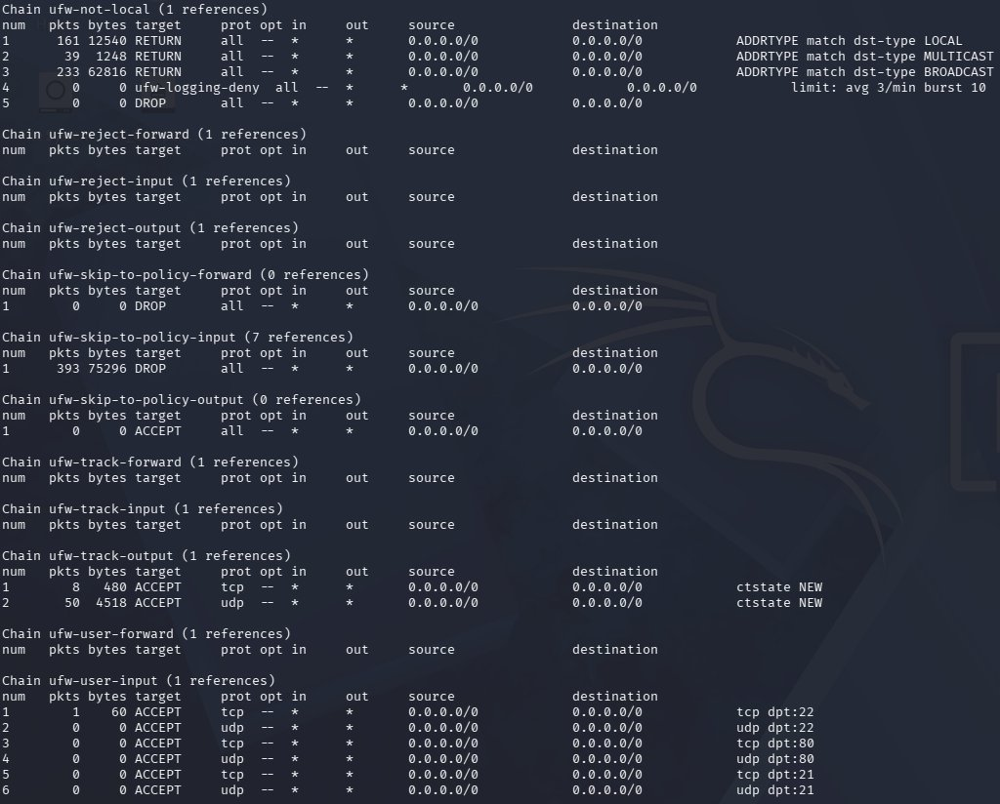 Chain ufw-not-local (1 references)
num   pkts bytes target     prot opt in     out     source               destination
1      161 12540 RETURN     all  --  *      *       0.0.0.0/0            0.0.0.0/0            ADDRTYPE match dst-type LOCAL
2       39  1248 RETURN     all  --  *      *       0.0.0.0/0            0.0.0.0/0            ADDRTYPE match dst-type MULTICAST
3      233 62816 RETURN     all  --  *      *       0.0.0.0/0            0.0.0.0/0            ADDRTYPE match dst-type BROADCAST
4        0     0 ufw-logging-deny  all  --  *      *       0.0.0.0/0            0.0.0.0/0            limit: avg 3/min burst 10
5        0     0 DROP       all  --  *      *       0.0.0.0/0            0.0.0.0/0

Chain ufw-reject-forward (1 references)
num   pkts bytes target     prot opt in     out     source               destination

Chain ufw-reject-input (1 references)
num   pkts bytes target     prot opt in     out     source               destination

Chain ufw-reject-output (1 references)
num   pkts bytes target     prot opt in     out     source               destination

Chain ufw-skip-to-policy-forward (0 references)
num   pkts bytes target     prot opt in     out     source               destination
1        0     0 DROP       all  --  *      *       0.0.0.0/0            0.0.0.0/0

Chain ufw-skip-to-policy-input (7 references)
num   pkts bytes target     prot opt in     out     source               destination
1      393 75296 DROP       all  --  *      *       0.0.0.0/0            0.0.0.0/0

Chain ufw-skip-to-policy-output (0 references)
num   pkts bytes target     prot opt in     out     source               destination
1        0     0 ACCEPT     all  --  *      *       0.0.0.0/0            0.0.0.0/0

Chain ufw-track-forward (1 references)
num   pkts bytes target     prot opt in     out     source               destination

Chain ufw-track-input (1 references)
num   pkts bytes target     prot opt in     out     source               destination

Chain ufw-track-output (1 references)
num   pkts bytes target     prot opt in     out     source               destination
1        8   480 ACCEPT     tcp  --  *      *       0.0.0.0/0            0.0.0.0/0            ctstate NEW
2       50  4518 ACCEPT     udp  --  *      *       0.0.0.0/0            0.0.0.0/0            ctstate NEW

Chain ufw-user-forward (1 references)
num   pkts bytes target     prot opt in     out     source               destination

Chain ufw-user-input (1 references)
num   pkts bytes target     prot opt in     out     source               destination
1        1    60 ACCEPT     tcp  --  *      *       0.0.0.0/0            0.0.0.0/0            tcp dpt:22
2        0     0 ACCEPT     udp  --  *      *       0.0.0.0/0            0.0.0.0/0            udp dpt:22
3        0     0 ACCEPT     tcp  --  *      *       0.0.0.0/0            0.0.0.0/0            tcp dpt:80
4        0     0 ACCEPT     udp  --  *      *       0.0.0.0/0            0.0.0.0/0            udp dpt:80
5        0     0 ACCEPT     tcp  --  *      *       0.0.0.0/0            0.0.0.0/0            tcp dpt:21
6        0     0 ACCEPT     udp  --  *      *       0.0.0.0/0            0.0.0.0/0            udp dpt:21